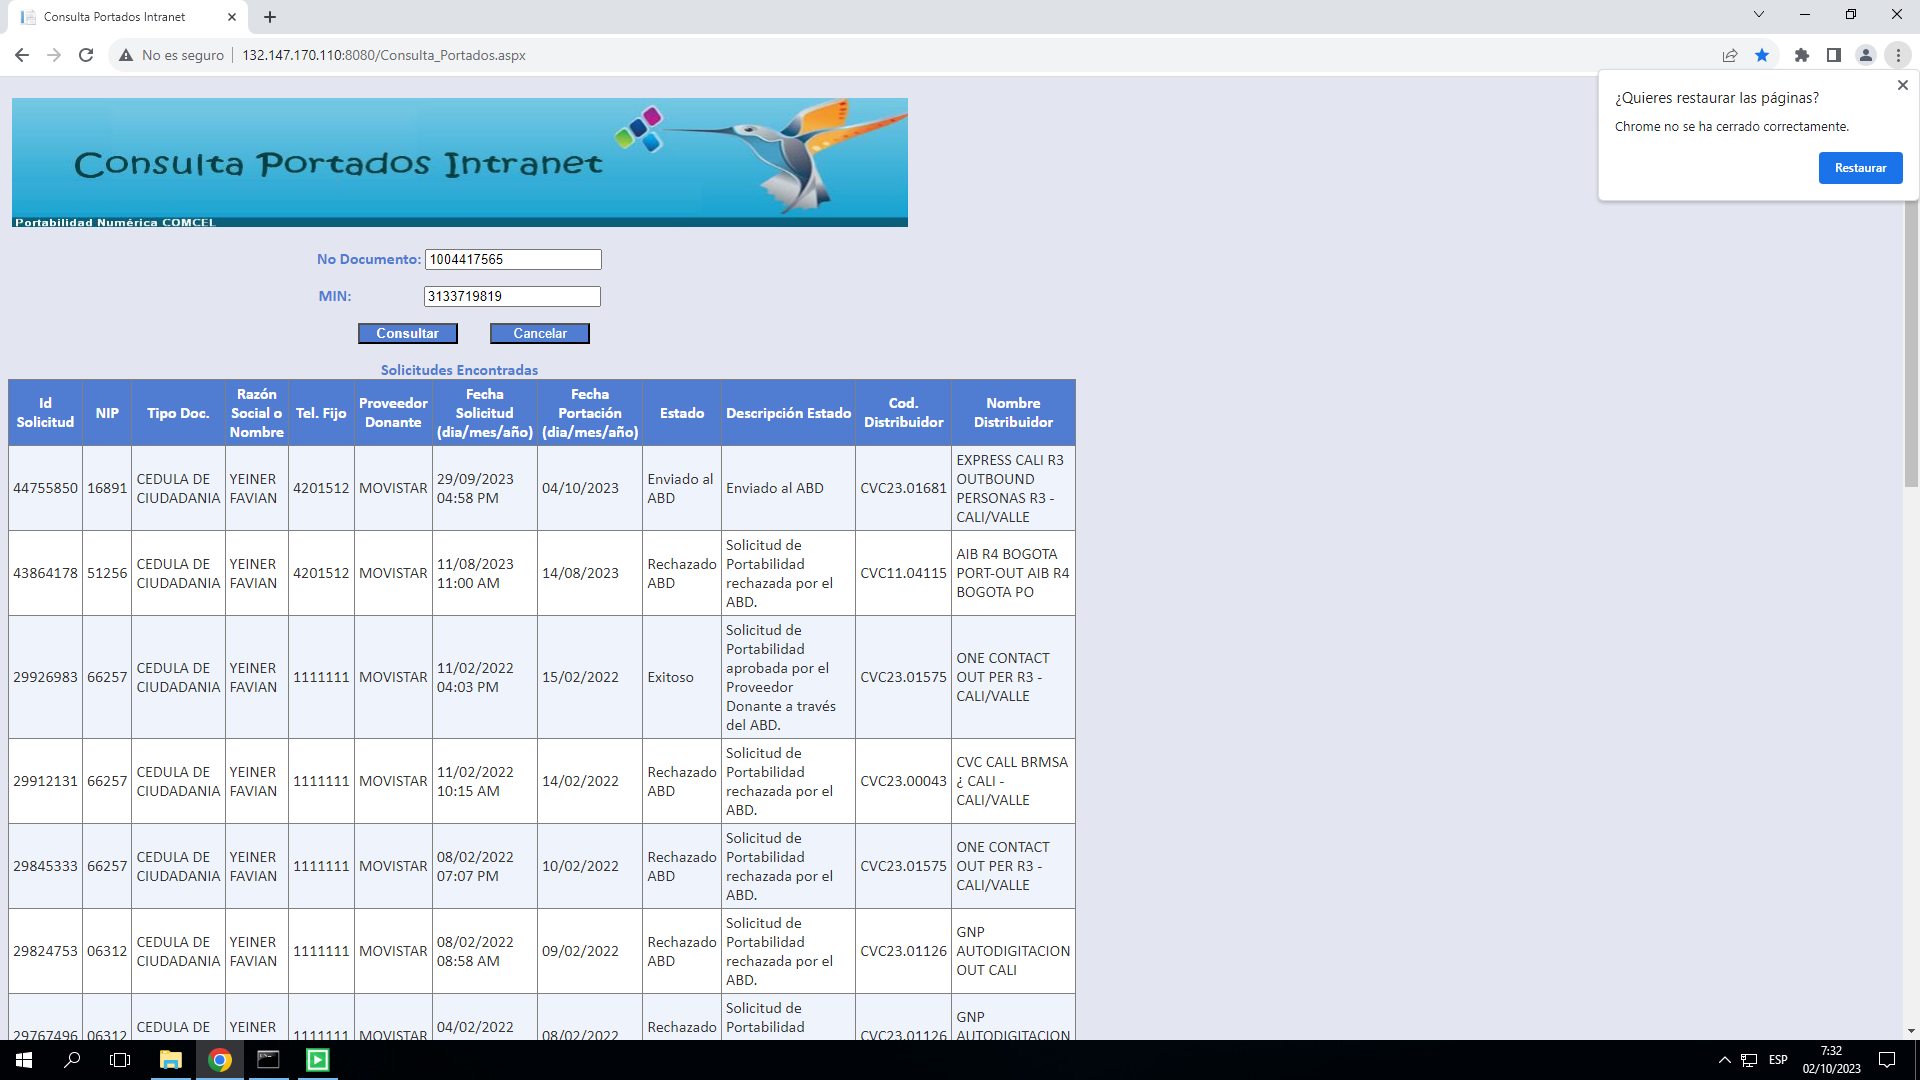 Consulta Portados Intranet
No es seguro
132.147.170.110:8080/Consulta_Portados.aspx
¿Quieres restaurar las páginas?
Chrome no se ha cerrado correctamente.
Restaurar
Consulta Portados Intranet
Portabilidad Numérica COMCEL
No Documento: 1004417565
MIN: 3133719819
Consultar Cancelar
Solicitudes Encontradas
Id Solicitud NIP Tipo Doc. Razón Social o Nombre Tel. Fijo Proveedor Donante Fecha Solicitud (dia/mes/año) Fecha Portación (dia/mes/año) Estado Descripción Estado Cod. Distribuidor Nombre Distribuidor
44755850 16891 CEDULA DE CIUDADANIA YEINER FAVIAN 4201512 MOVISTAR 29/09/2023 04:58 PM 04/10/2023 Enviado al ABD Enviado al ABD CVC23.01681 EXPRESS CALI R3 OUTBOUND PERSONAS R3 - CALI/VALLE
43864178 51256 CEDULA DE CIUDADANIA YEINER FAVIAN 4201512 MOVISTAR 11/08/2023 11:00 AM 14/08/2023 Rechazado ABD Solicitud de Portabilidad rechazada por el ABD. CVC11.04115 AIB R4 BOGOTA PORT-OUT AIB R4 BOGOTA PO
29926983 66257 CEDULA DE CIUDADANIA YEINER FAVIAN 1111111 MOVISTAR 11/02/2022 04:03 PM 15/02/2022 Exitoso Solicitud de Portabilidad aprobada por el Proveedor Donante a través del ABD. CVC23.01575 ONE CONTACT OUT PER R3 - CALI/VALLE
29912131 66257 CEDULA DE CIUDADANIA YEINER FAVIAN 1111111 MOVISTAR 11/02/2022 10:15 AM 14/02/2022 Rechazado ABD Solicitud de Portabilidad rechazada por el ABD. CVC23.00043 CVC CALL BRMSA ¿ CALI - CALI/VALLE
29845333 66257 CEDULA DE CIUDADANIA YEINER FAVIAN 1111111 MOVISTAR 08/02/2022 07:07 PM 10/02/2022 Rechazado ABD Solicitud de Portabilidad rechazada por el ABD. CVC23.01575 ONE CONTACT OUT PER R3 - CALI/VALLE
29824753 06312 CEDULA DE CIUDADANIA YEINER FAVIAN 1111111 MOVISTAR 08/02/2022 08:58 AM 09/02/2022 Rechazado ABD Solicitud de Portabilidad rechazada por el ABD. CVC23.01126 GNP AUTODIGITACION OUT CALI
29767496 06312 CEDULA DE YEINER 1111111 MOVISTAR 04/02/2022 08/02/2022 Rechazado Solicitud de Portabilidad CVC23.01126 GNP AUTODIGITACION
ESP
7:32
02/10/2023